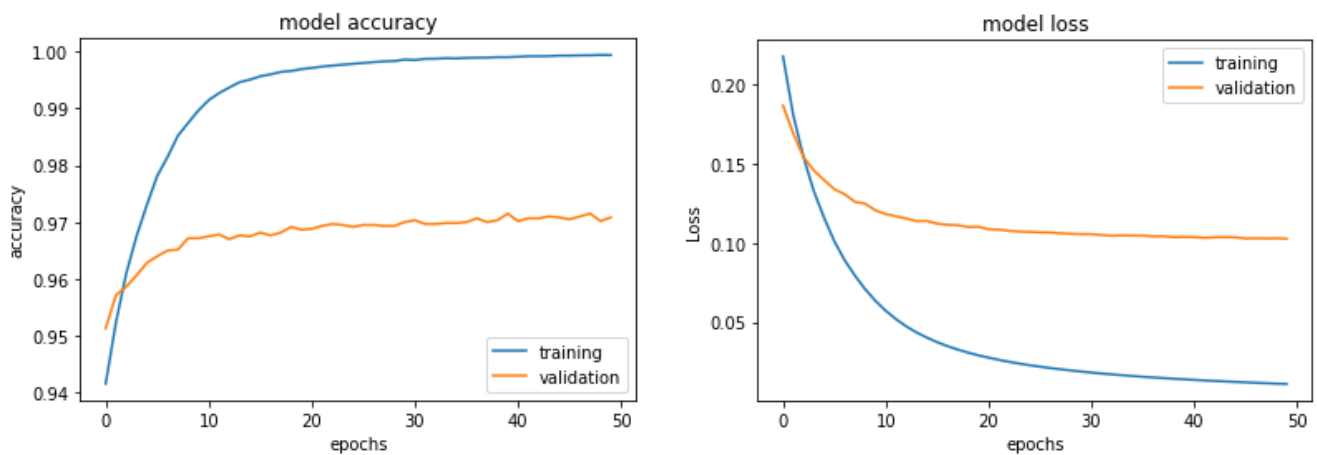 model accuracy
1.00
0.99
0.98
0.97
0.96
0.95
0.94
accuracy
training
validation
0 10 20 30 40 50
epochs
model loss
0.20
0.15
0.10
0.05
Loss
training
validation
0 10 20 30 40 50
epochs